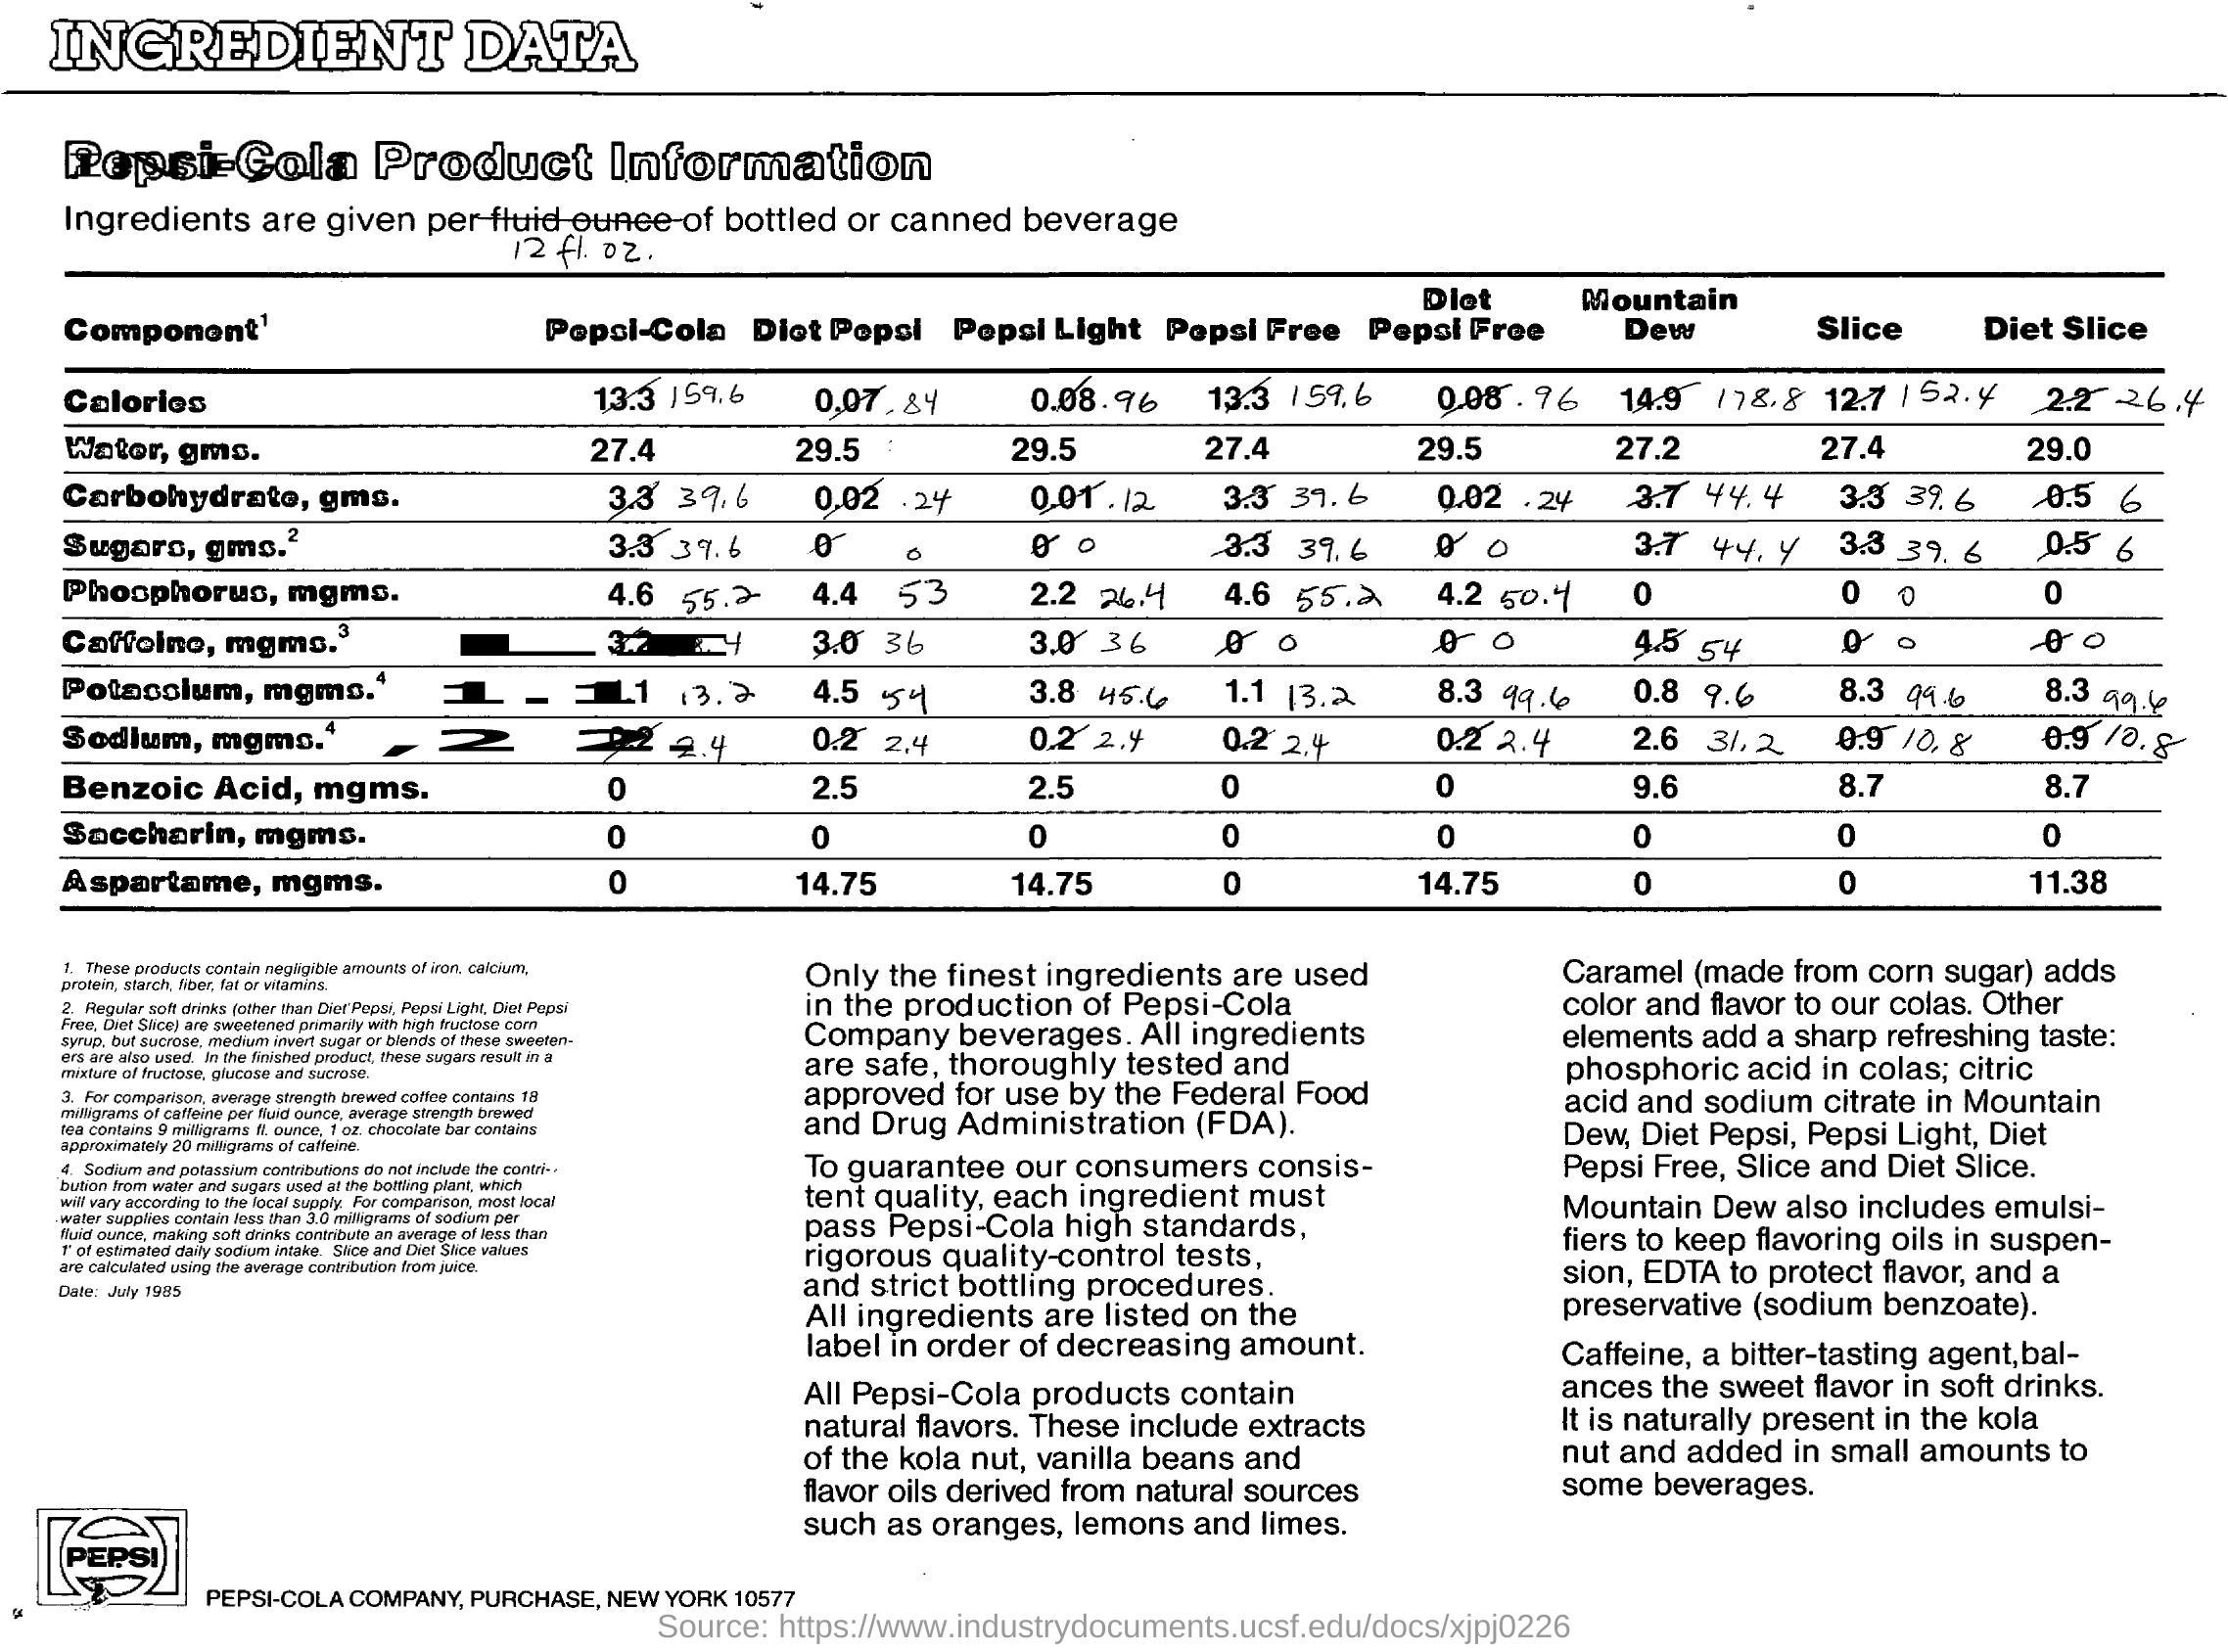 INGREDIENT DATA
Pepsi-Cola Product Information
Ingredients are given per fluid ounce of bottled or canned beverage
12 fl. oz.
Component1 Pepsi-Cola Diet Pepsi Pepsi Light Pepsi Free Diet Pepsi Free Mountain Dew Slice Diet Slice
Calories 13.3 159.6 0.07 .84 0.08 .96 13.3 159.6 0.08 .96 14.9 178.8 12.7 152.4 2.2 26.4
Water, gms. 27.4 29.5 29.5 27.4 29.5 27.2 27.4 29.0
Carbohydrate, gms. 3.3 39.6 0.02 .24 0.01 .12 3.3 39.6 0.02 .24 3.7 44.4 3.3 39.6 0.5 6
Sugars, gms.2 3.3 39.6 0 0 0 0 3.3 39.6 0 0 3.7 44.4 3.3 39.6 0.5 6
Phosphorus, mgms. 4.6 55.2 4.4 53 2.2 26.4 4.6 55.2 4.2 50.4 0 0 0 0
Caffeine, mgms.3 3.2 3.0 36 3.0 36 0 0 0 0 4.5 54 0 0 0 0
Potassium, mgms.4 1.1 13.2 4.5 54 3.8 45.6 1.1 13.2 8.3 99.6 0.8 9.6 8.3 99.6 8.3 99.6
Sodium, mgms.4 0.2 2.4 0.2 2.4 0.2 2.4 0.2 2.4 0.2 2.4 2.6 31.2 0.9 10.8 0.9 10.8
Benzoic Acid, mgms. 0 2.5 2.5 0 0 9.6 8.7 8.7
Saccharin, mgms. 0 0 0 0 0 0 0 0
Aspartame, mgms. 0 14.75 14.75 0 14.75 0 0 11.38
1. These products contain negligible amounts of iron, calcium,
protein, starch, fiber, fat or vitamins.
2. Regular soft drinks (other than Diet Pepsi, Pepsi Light, Diet Pepsi
Free, Diet Slice) are sweetened primarily with high fructose corn
syrup, but sucrose, medium invert sugar or blends of these sweeten-
ers are also used. In the finished product, these sugars result in a
mixture of fructose, glucose and sucrose.
3. For comparison, average strength brewed coffee contains 18
milligrams of caffeine per fluid ounce, average strength brewed
tea contains 9 milligrams fl. ounce, 1 oz. chocolate bar contains
approximately 20 milligrams of caffeine.
4. Sodium and potassium contributions do not include the contri-
bution from water and sugars used at the bottling plant, which
will vary according to the local supply. For comparison, most local
water supplies contain less than 3.0 milligrams of sodium per
fluid ounce, making soft drinks contribute an average of less than
1' of estimated daily sodium intake. Slice and Diet Slice values
are calculated using the average contribution from juice.
Date: July 1985
Only the finest ingredients are used
in the production of Pepsi-Cola
Company beverages. All ingredients
are safe, thoroughly tested and
approved for use by the Federal Food
and Drug Administration (FDA).
To guarantee our consumers consis-
tent quality, each ingredient must
pass Pepsi-Cola high standards,
rigorous quality-control tests,
and strict bottling procedures.
All ingredients are listed on the
label in order of decreasing amount.
All Pepsi-Cola products contain
natural flavors. These include extracts
of the kola nut, vanilla beans and
flavor oils derived from natural sources
such as oranges, lemons and limes.
Caramel (made from corn sugar) adds
color and flavor to our colas. Other
elements add a sharp refreshing taste:
phosphoric acid in colas; citric
acid and sodium citrate in Mountain
Dew, Diet Pepsi, Pepsi Light, Diet
Pepsi Free, Slice and Diet Slice.
Mountain Dew also includes emulsi-
fiers to keep flavoring oils in suspen-
sion, EDTA to protect flavor, and a
preservative (sodium benzoate).
Caffeine, a bitter-tasting agent, bal-
ances the sweet flavor in soft drinks.
It is naturally present in the kola
nut and added in small amounts to
some beverages.
PEPSI
PEPSI-COLA COMPANY, PURCHASE, NEW YORK 10577
Source: https://www.industrydocuments.ucsf.edu/docs/xjpj0226